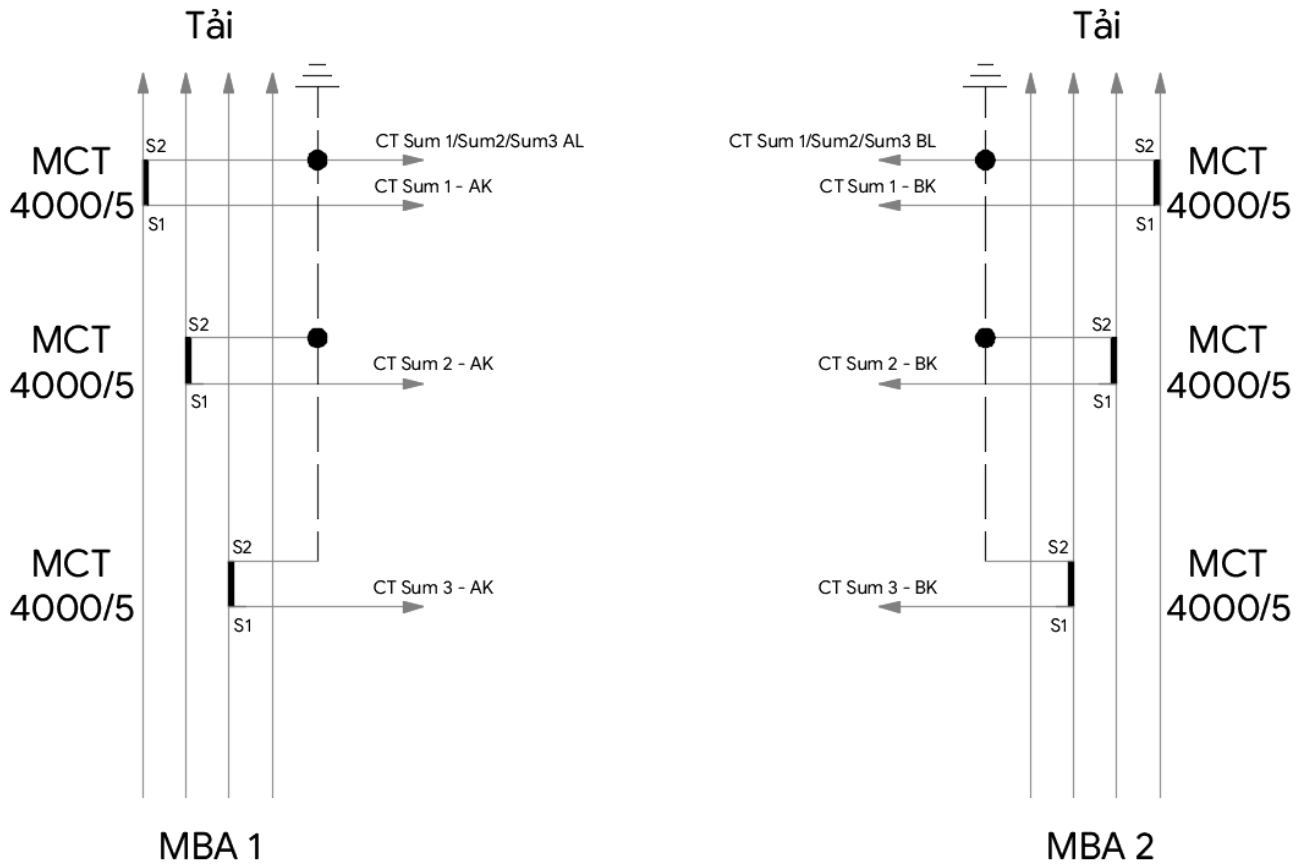 Tải
Tải
S2
CT Sum 1/Sum2/Sum3 AL
CT Sum 1/Sum2/Sum3 BL
S2
MCT
4000/5
CT Sum 1 - AK
CT Sum 1 - BK
MCT
4000/5
S1
S1
S2
S2
MCT
4000/5
CT Sum 2 - AK
CT Sum 2 - BK
MCT
4000/5
S1
S1
S2
S2
MCT
4000/5
CT Sum 3 - AK
CT Sum 3 - BK
MCT
4000/5
S1
S1
MBA 1
MBA 2